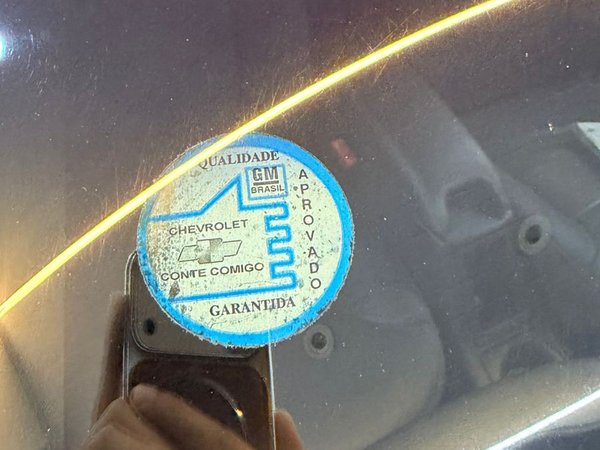 QUALIDADE
GM
BRASIL
APROVADO
CHEVROLET
CONTE COMIGO
GARANTIDA